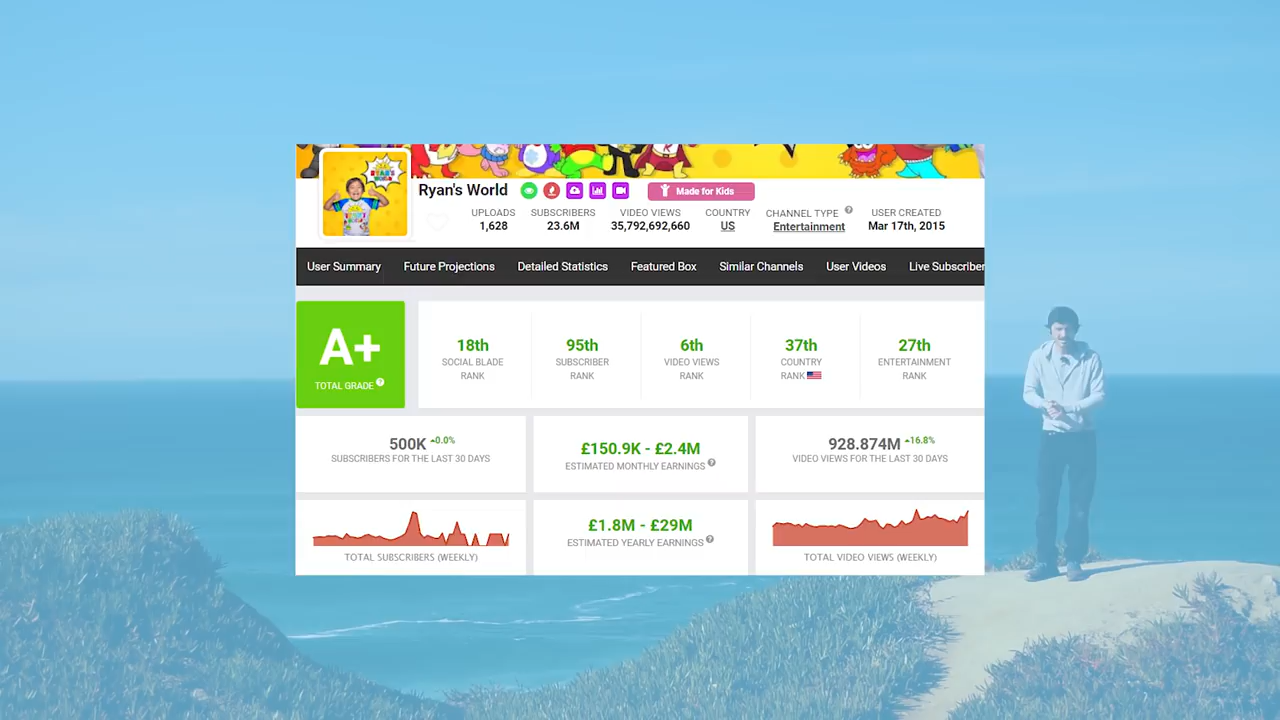 Ryan's World
Made for Kids
UPLOADS
1,628
SUBSCRIBERS
23.6M
VIDEO VIEWS
35,792,692,660
COUNTRY
US
CHANNEL TYPE ?
Entertainment
USER CREATED
Mar 17th, 2015
User Summary
Future Projections
Detailed Statistics
Featured Box
Similar Channels
User Videos
Live Subscriber
A+
TOTAL GRADE ?
18th
SOCIAL BLADE
RANK
95th
SUBSCRIBER
RANK
6th
VIDEO VIEWS
RANK
37th
COUNTRY
RANK
27th
ENTERTAINMENT
RANK
500K 0.0%
SUBSCRIBERS FOR THE LAST 30 DAYS
£150.9K - £2.4M
ESTIMATED MONTHLY EARNINGS ?
928.874M 16.8%
VIDEO VIEWS FOR THE LAST 30 DAYS
TOTAL SUBSCRIBERS (WEEKLY)
£1.8M - £29M
ESTIMATED YEARLY EARNINGS ?
TOTAL VIDEO VIEWS (WEEKLY)